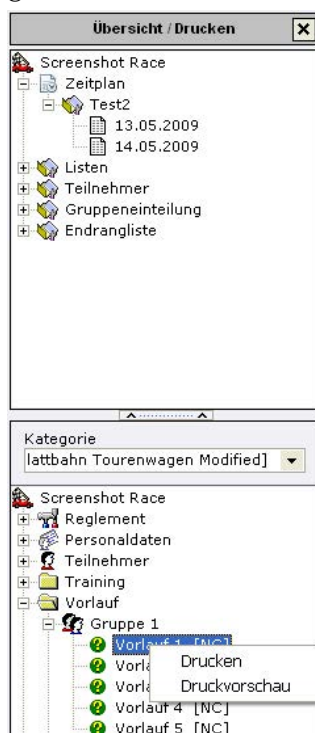 Übersicht / Drucken
Screenshot Race
Zeitplan
Test2
13.05.2009
14.05.2009
Listen
Teilnehmer
Gruppeneinteilung
Endrangliste
Kategorie
lattbahn Tourenwagen Modified]
Screenshot Race
Reglement
Personaldaten
Teilnehmer
Training
Vorlauf
Gruppe 1
Vorlauf 1 [NC]
Vorla
Drucken
Vorla
Druckvorschau
Vorlauf 4 [NC]
Vorlauf 5 [NC]